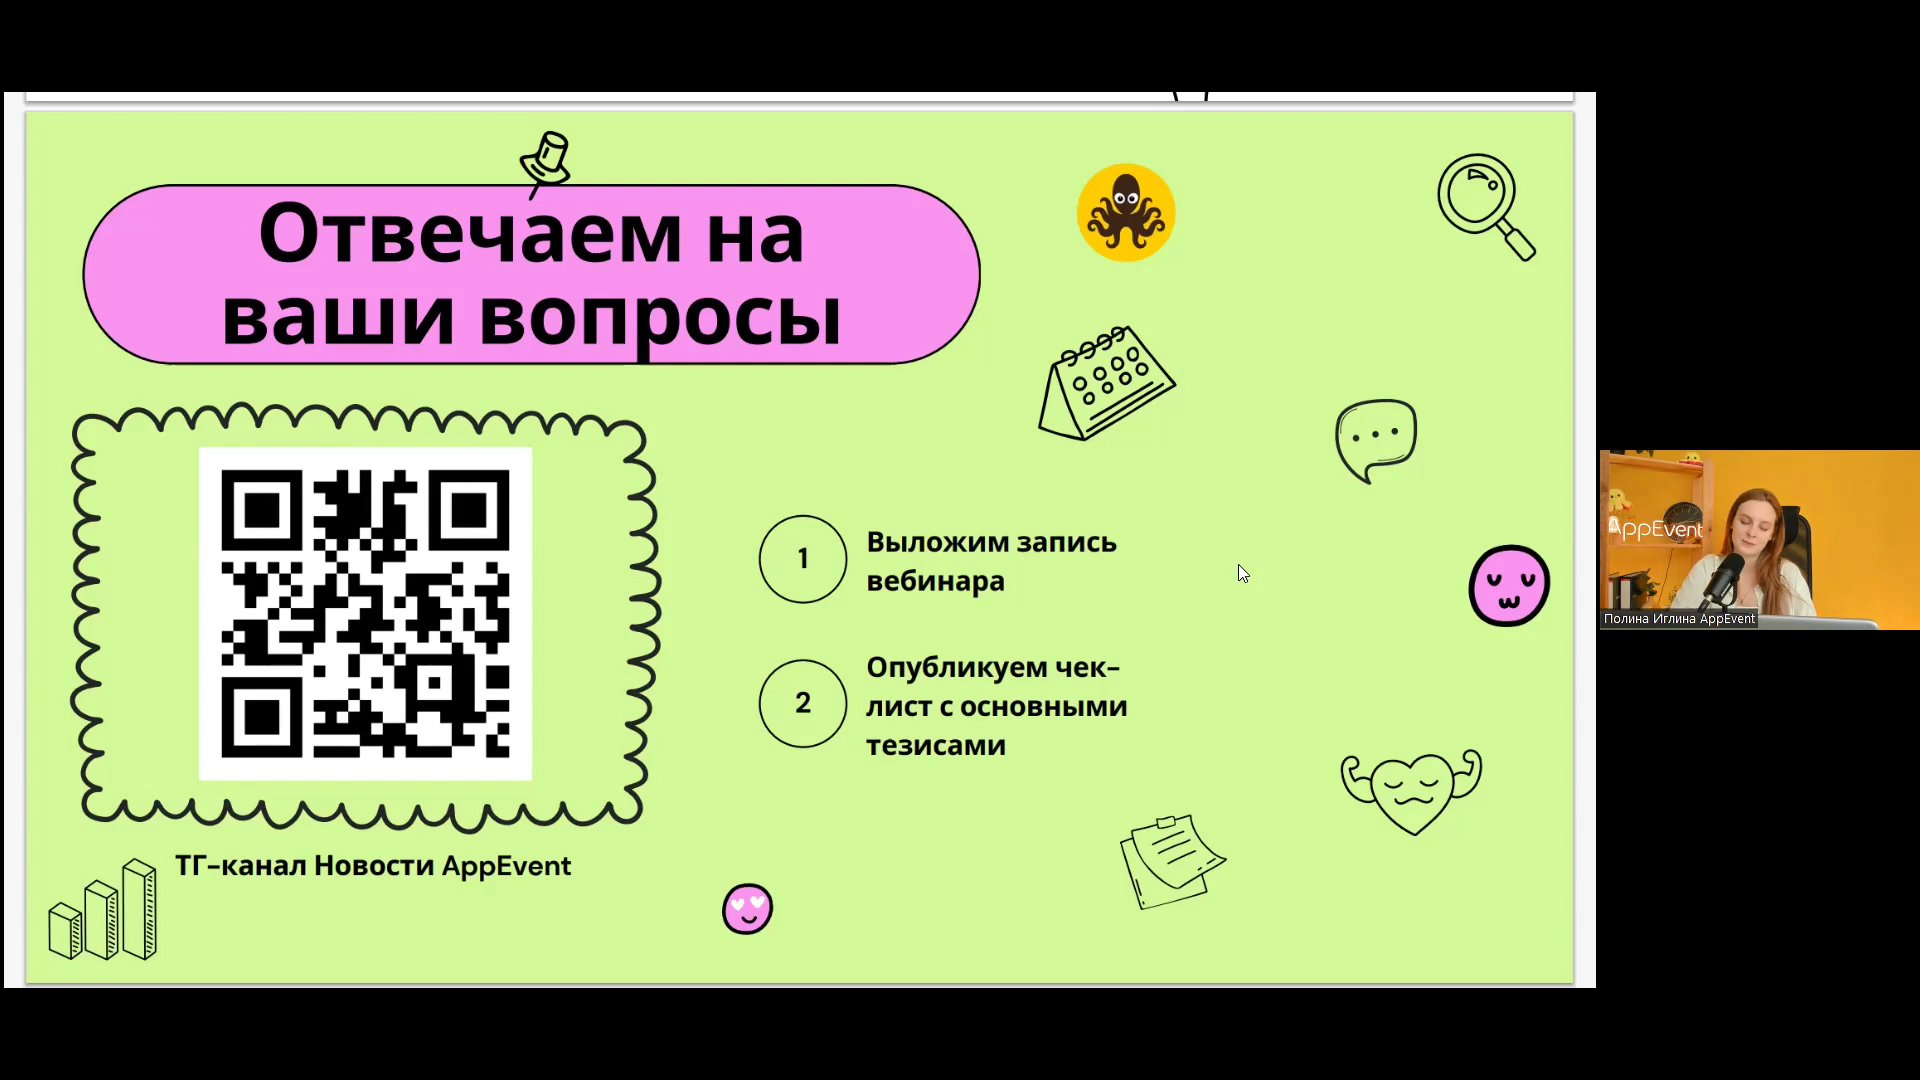 Отвечаем на
ваши вопросы
1
Выложим запись
вебинара
2
Опубликуем чек-
лист с основными
тезисами
ТГ-канал Новости AppEvent
AppEvent
Полина Иглина AppEvent